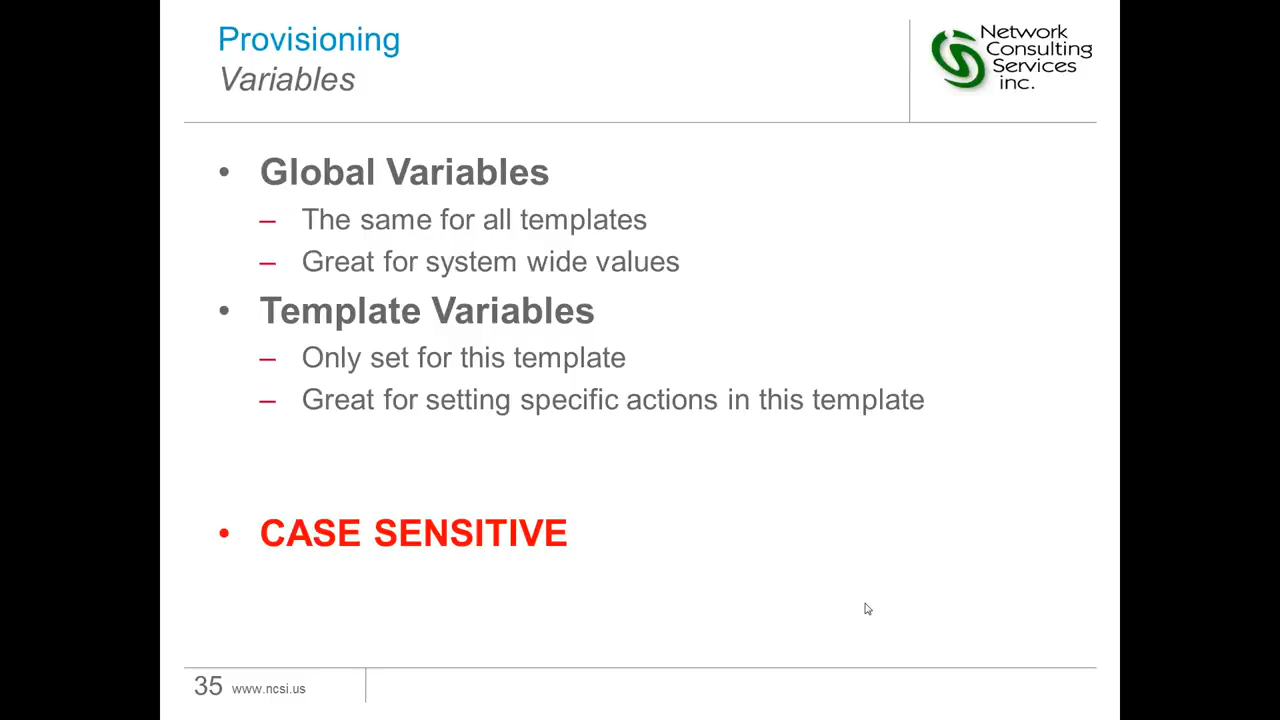 Provisioning
Variables
Network
Consulting
Services
inc.
• Global Variables
– The same for all templates
– Great for system wide values
• Template Variables
– Only set for this template
– Great for setting specific actions in this template
• CASE SENSITIVE
35 www.ncsi.us